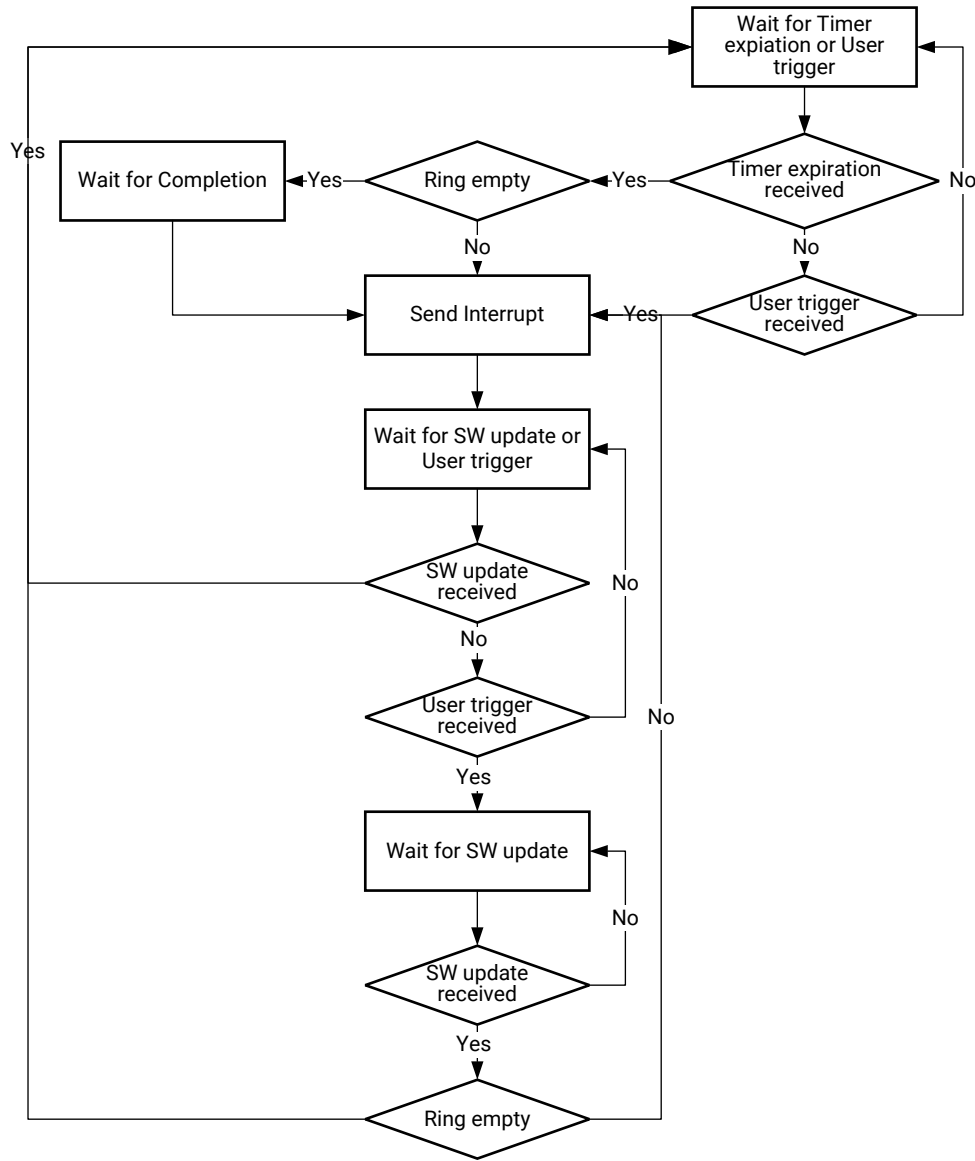 Wait for Timer
expiation or User
trigger
Yes
Wait for Completion
Yes
Ring empty
Yes
Timer expiration
received
No
No
No
Send Interrupt
Yes
User trigger
received
Wait for SW update or
User trigger
SW update
received
No
No
User trigger
received
No
Yes
Wait for SW update
No
SW update
received
Yes
Ring empty